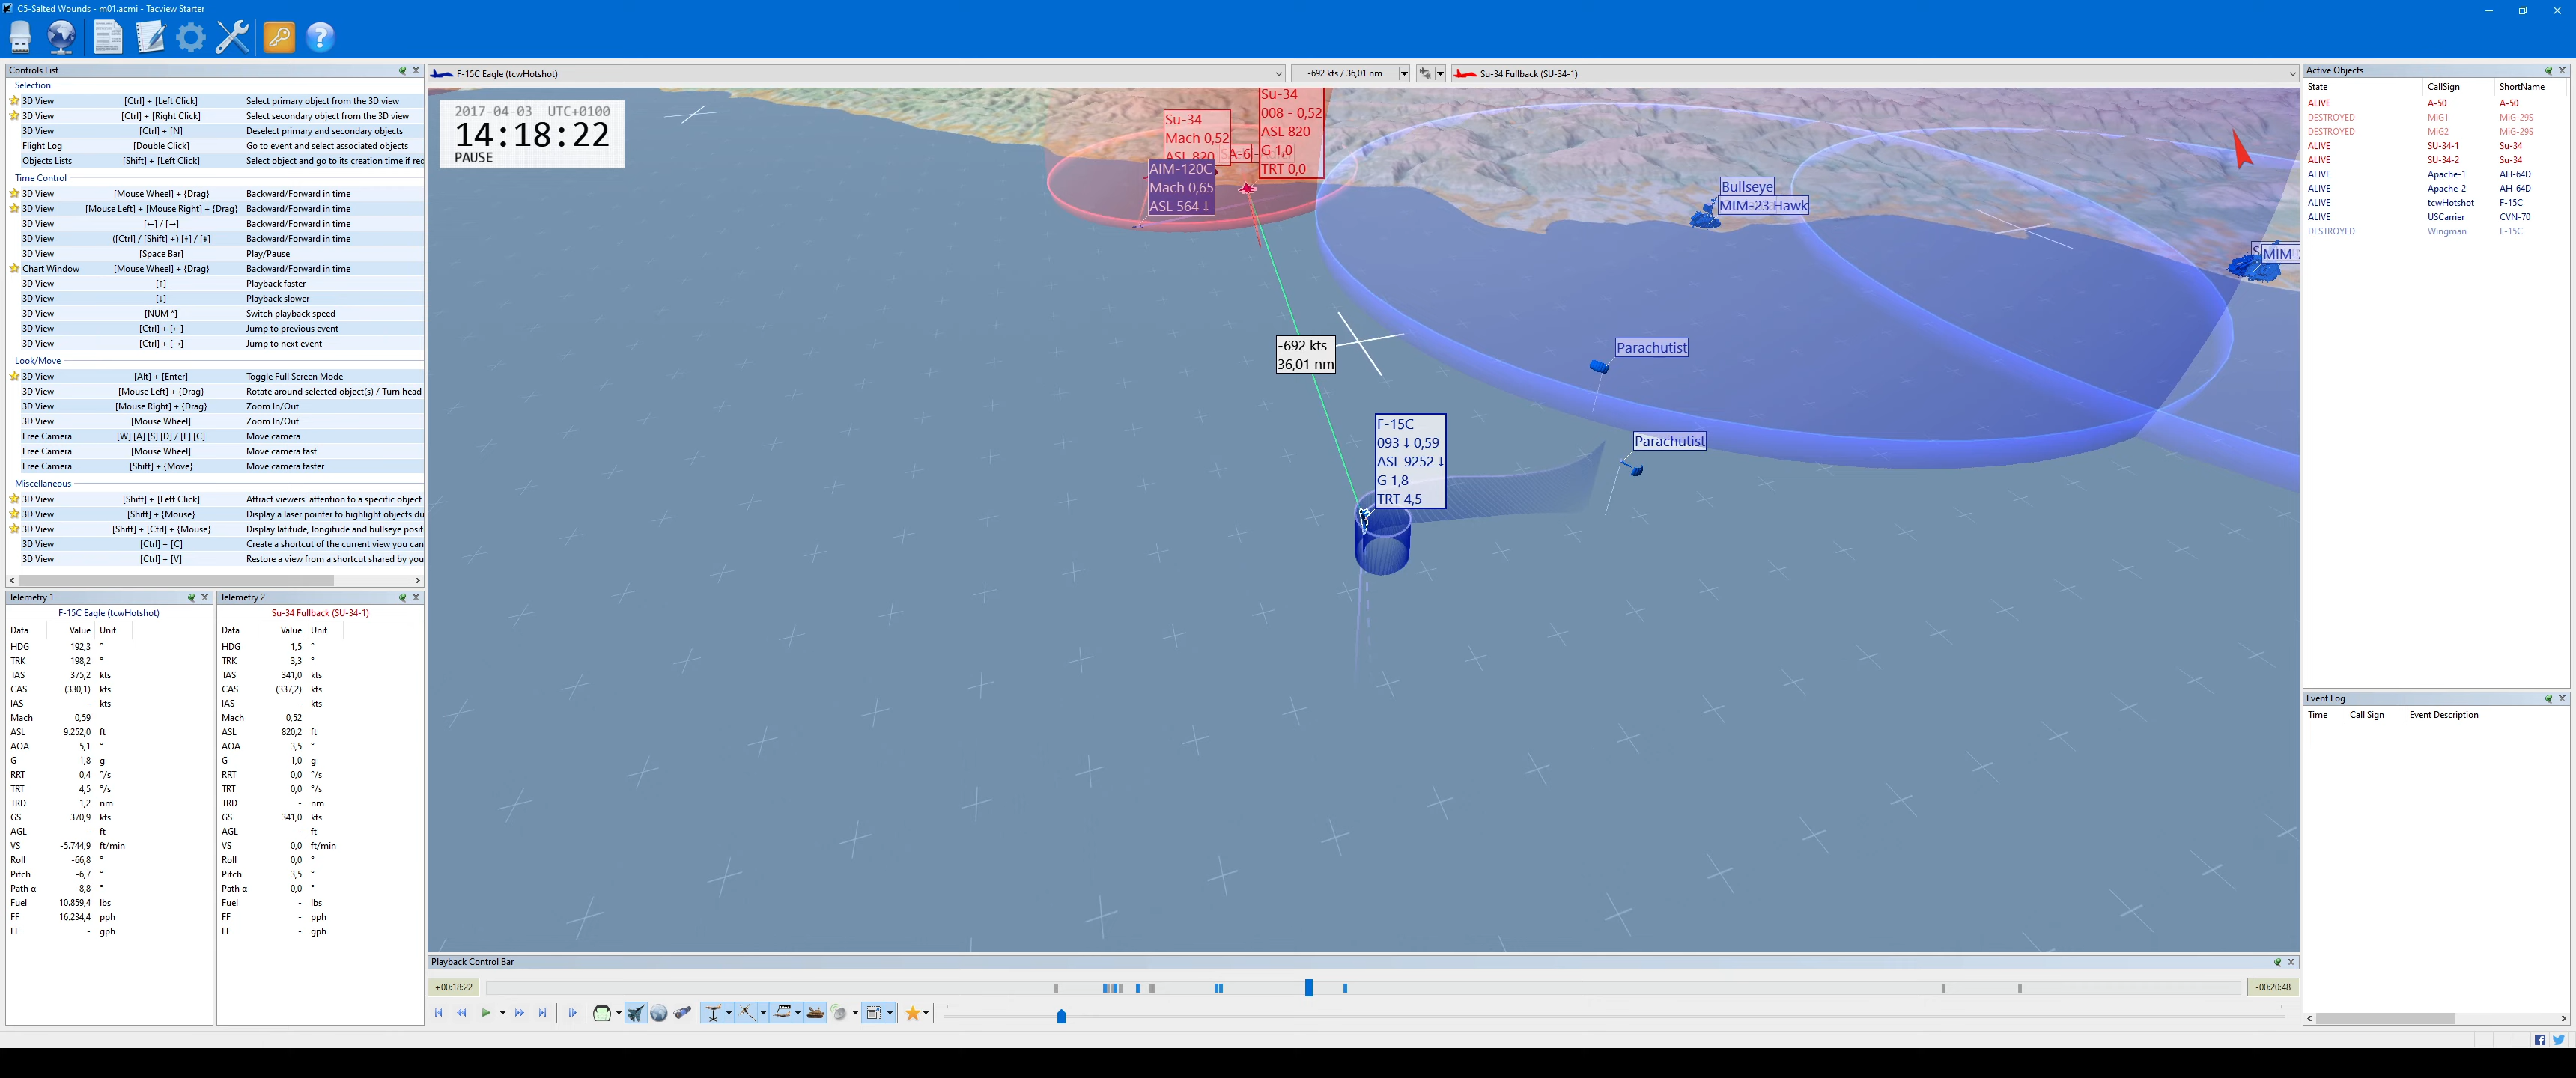 C5-Salted Wounds - m01.acmi - Tacview Starter
Controls List
Selection
3D View [Ctrl] + [Left Click] Select primary object from the 3D view
3D View [Ctrl] + [Right Click] Select secondary object from the 3D view
3D View [Ctrl] + [N] Deselect primary and secondary objects
Flight Log [Double Click] Go to event and select associated objects
Objects Lists [Shift] + [Left Click] Select object and go to its creation time if rec
Time Control
3D View [Mouse Wheel] + {Drag} Backward/Forward in time
3D View [Mouse Left] + [Mouse Right] + {Drag} Backward/Forward in time
3D View [←] / [→] Backward/Forward in time
3D View ([Ctrl] / [Shift] +) [⇞] / [⇟] Backward/Forward in time
3D View [Space Bar] Play/Pause
Chart Window [Mouse Wheel] + {Drag} Backward/Forward in time
3D View [↑] Playback faster
3D View [↓] Playback slower
3D View [NUM *] Switch playback speed
3D View [Ctrl] + [←] Jump to previous event
3D View [Ctrl] + [→] Jump to next event
Look/Move
3D View [Alt] + [Enter] Toggle Full Screen Mode
3D View [Mouse Left] + {Drag} Rotate around selected object(s) / Turn head
3D View [Mouse Right] + {Drag} Zoom In/Out
3D View [Mouse Wheel] Zoom In/Out
Free Camera [W] [A] [S] [D] / [E] [C] Move camera
Free Camera [Mouse Wheel] Move camera fast
Free Camera [Shift] + {Move} Move camera faster
Miscellaneous
3D View [Shift] + [Left Click] Attract viewers' attention to a specific object
3D View [Shift] + {Mouse} Display a laser pointer to highlight objects du
3D View [Shift] + [Ctrl] + {Mouse} Display latitude, longitude and bullseye posit
3D View [Ctrl] + [C] Create a shortcut of the current view you can
3D View [Ctrl] + [V] Restore a view from a shortcut shared by you
Telemetry 1
F-15C Eagle (tcwHotshot)
Data Value Unit
HDG 192,3 °
TRK 198,2 °
TAS 375,2 kts
CAS (330,1) kts
IAS - kts
Mach 0,59
ASL 9.252,0 ft
AOA 5,1 °
G 1,8 g
RRT 0,4 °/s
TRT 4,5 °/s
TRD 1,2 nm
GS 370,9 kts
AGL - ft
VS -5.744,9 ft/min
Roll -66,8 °
Pitch -6,7 °
Path α -8,8 °
Fuel 10.859,4 lbs
FF 16.234,4 pph
FF - gph
Telemetry 2
Su-34 Fullback (SU-34-1)
Data Value Unit
HDG 1,5 °
TRK 3,3 °
TAS 341,0 kts
CAS (337,2) kts
IAS - kts
Mach 0,52
ASL 820,2 ft
AOA 3,5 °
G 1,0 g
RRT 0,0 °/s
TRT 0,0 °/s
TRD - nm
GS 341,0 kts
AGL - ft
VS 0,0 ft/min
Roll 0,0 °
Pitch 3,5 °
Path α 0,0 °
Fuel - lbs
FF - pph
FF - gph
F-15C Eagle (tcwHotshot)
-692 kts / 36,01 nm
Su-34 Fullback (SU-34-1)
2017-04-03 UTC+0100
14:18:22
PAUSE
Su-34
Mach 0,52
ASL 820
SA-6
Su-34
008 - 0,52
ASL 820
G 1,0
TRT 0,0
AIM-120C
Mach 0,65
ASL 564 ↓
Bullseye
MIM-23 Hawk
MIM-
-692 kts
36,01 nm
Parachutist
Parachutist
F-15C
093 ↓ 0,59
ASL 9252 ↓
G 1,8
TRT 4,5
Playback Control Bar
+00:18:22
-00:20:48
Active Objects
State CallSign ShortName
ALIVE A-50 A-50
DESTROYED MiG1 MiG-29S
DESTROYED MiG2 MiG-29S
ALIVE SU-34-1 Su-34
ALIVE SU-34-2 Su-34
ALIVE Apache-1 AH-64D
ALIVE Apache-2 AH-64D
ALIVE tcwHotshot F-15C
ALIVE USCarrier CVN-70
DESTROYED Wingman F-15C
Event Log
Time Call Sign Event Description